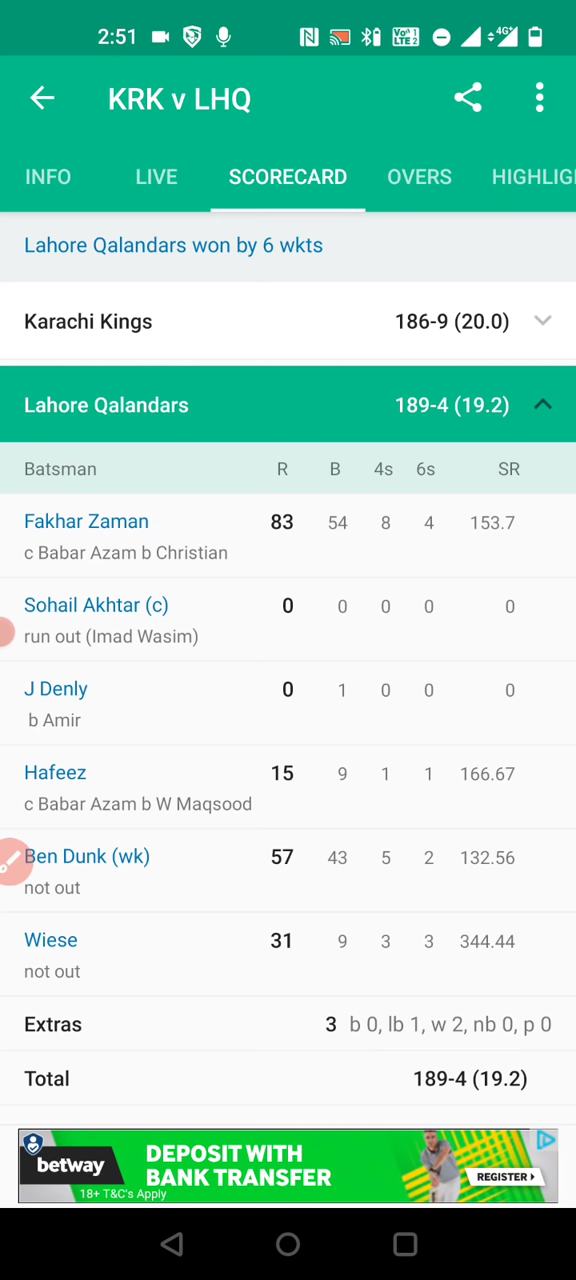 2:51 Vo) 1 LTE 2 4G+
KRK v LHQ
INFO LIVE SCORECARD OVERS HIGHLIG
Lahore Qalandars won by 6 wkts
Karachi Kings 186-9 (20.0)
Lahore Qalandars 189-4 (19.2)
Batsman R B 4s 6s SR
Fakhar Zaman 83 54 8 4 153.7
c Babar Azam b Christian
Sohail Akhtar (c) 0 0 0 0 0
run out (Imad Wasim)
J Denly 0 1 0 0 0
b Amir
Hafeez 15 9 1 1 166.67
c Babar Azam b W Maqsood
Ben Dunk (wk) 57 43 5 2 132.56
not out
Wiese 31 9 3 3 344.44
not out
Extras 3 b 0, lb 1, w 2, nb 0, p 0
Total 189-4 (19.2)
betway
DEPOSIT WITH
BANK TRANSFER
REGISTER
18+ T&C's Apply